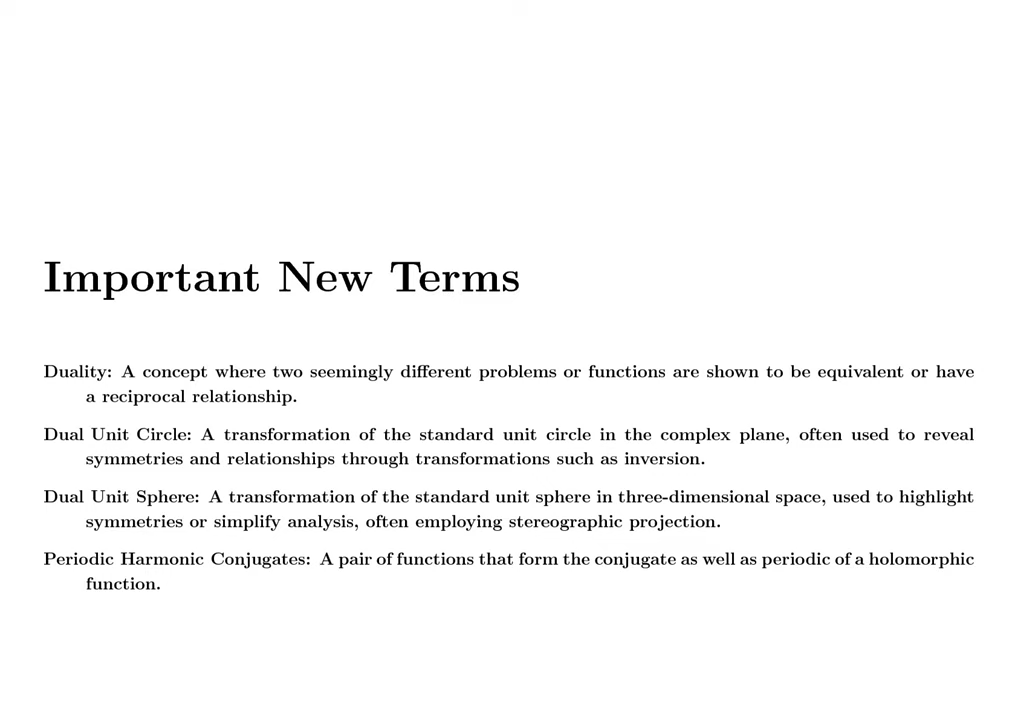 Important New Terms
Duality: A concept where two seemingly different problems or functions are shown to be equivalent or have
a reciprocal relationship.
Dual Unit Circle: A transformation of the standard unit circle in the complex plane, often used to reveal
symmetries and relationships through transformations such as inversion.
Dual Unit Sphere: A transformation of the standard unit sphere in three-dimensional space, used to highlight
symmetries or simplify analysis, often employing stereographic projection.
Periodic Harmonic Conjugates: A pair of functions that form the conjugate as well as periodic of a holomorphic
function.